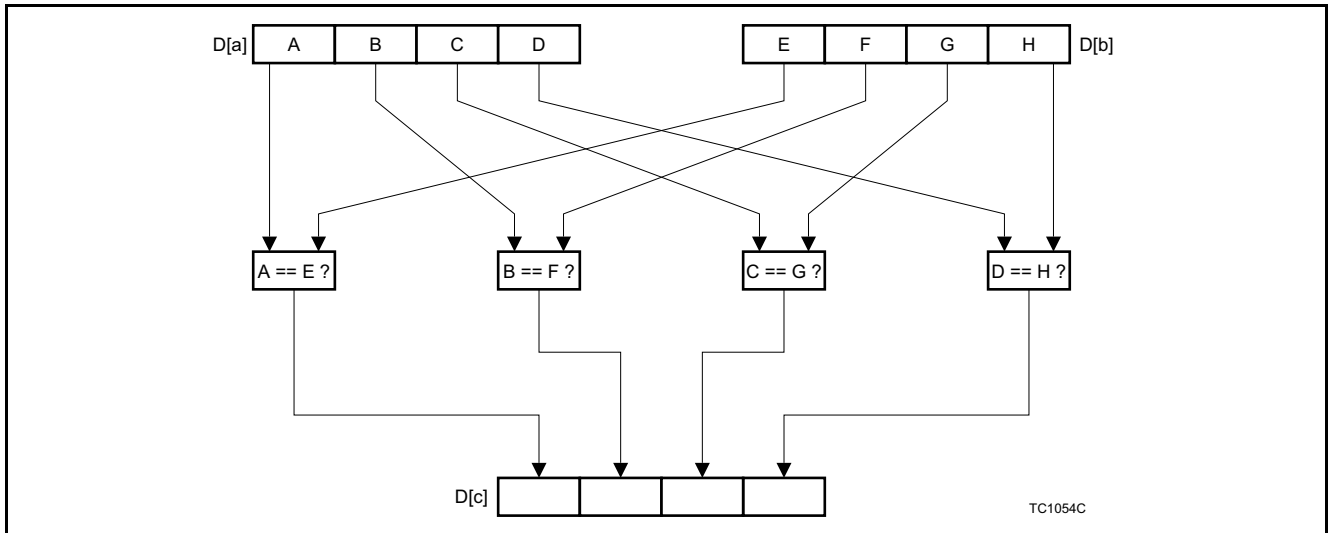 D[a] A B C D E F G H D[b]
A == E ? B == F ? C == G ? D == H ?
D[c]
TC1054C